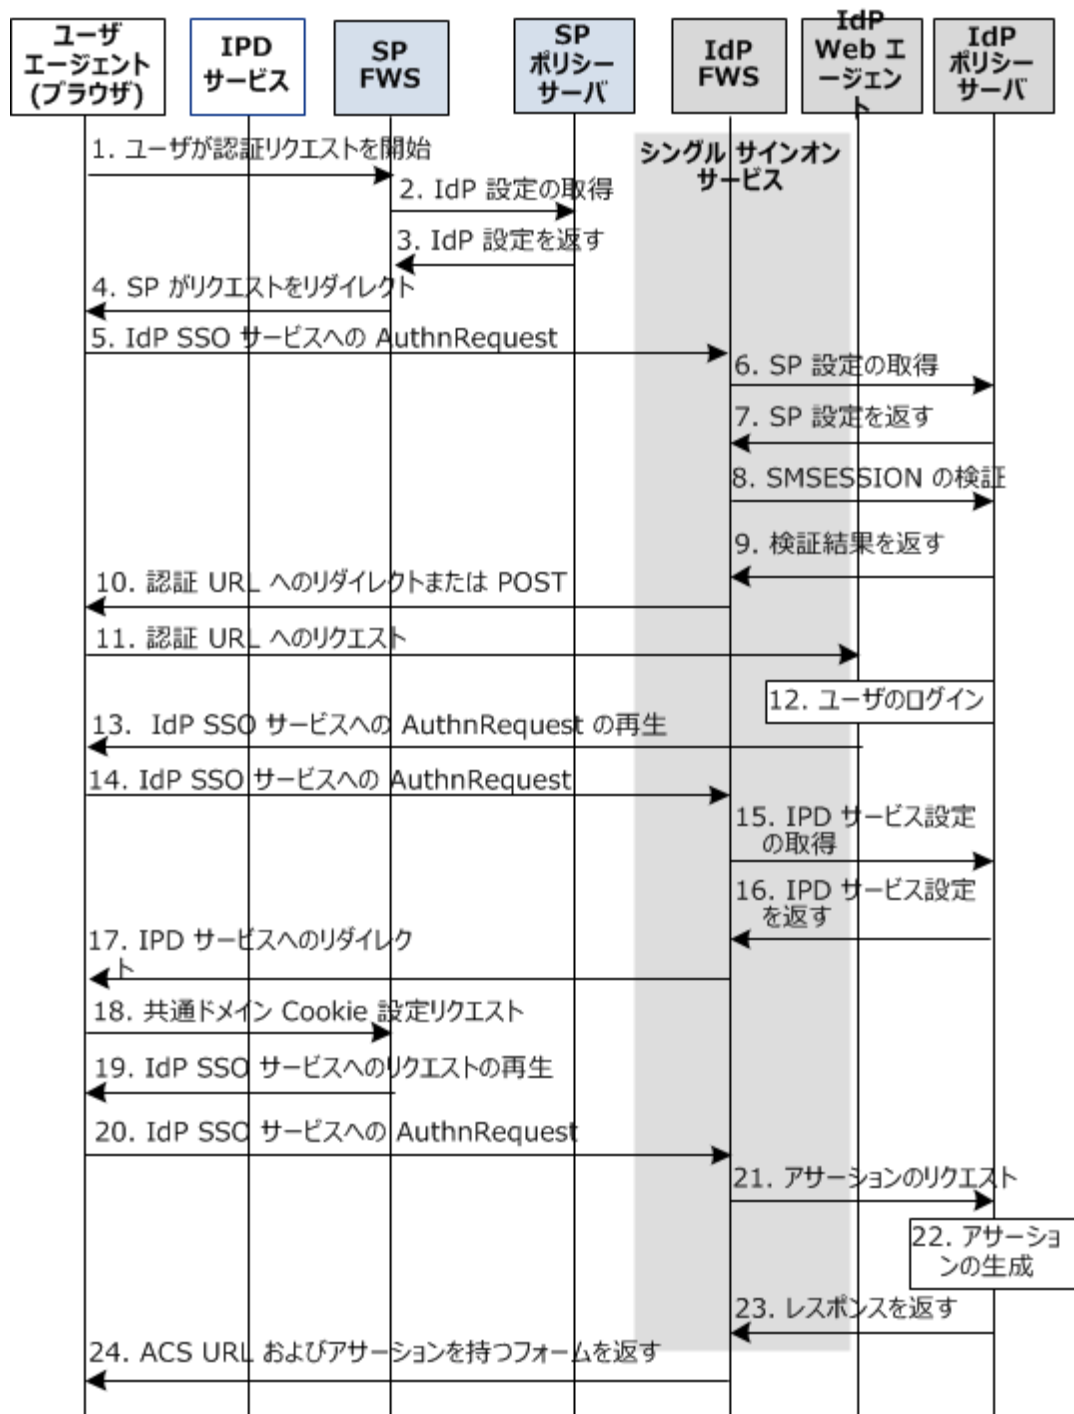 ユーザ
エージェント
(ブラウザ)
IPD
サービス
SP
FWS
SP
ポリシー
サーバ
IdP
FWS
IdP
Web エ
ージェン
ト
IdP
ポリシー
サーバ
シングル サインオン
サービス
1. ユーザが認証リクエストを開始
2. IdP 設定の取得
3. IdP 設定を返す
4. SP がリクエストをリダイレクト
5. IdP SSO サービスへの AuthnRequest
6. SP 設定の取得
7. SP 設定を返す
8. SMSESSION の検証
9. 検証結果を返す
10. 認証 URL へのリダイレクトまたは POST
11. 認証 URL へのリクエスト
12. ユーザのログイン
13. IdP SSO サービスへの AuthnRequest の再生
14. IdP SSO サービスへの AuthnRequest
15. IPD サービス設定
の取得
16. IPD サービス設定
を返す
17. IPD サービスへのリダイレク
ト
18. 共通ドメイン Cookie 設定リクエスト
19. IdP SSO サービスへのリクエストの再生
20. IdP SSO サービスへの AuthnRequest
21. アサーションのリクエスト
22. アサーショ
ンの生成
23. レスポンスを返す
24. ACS URL およびアサーションを持つフォームを返す